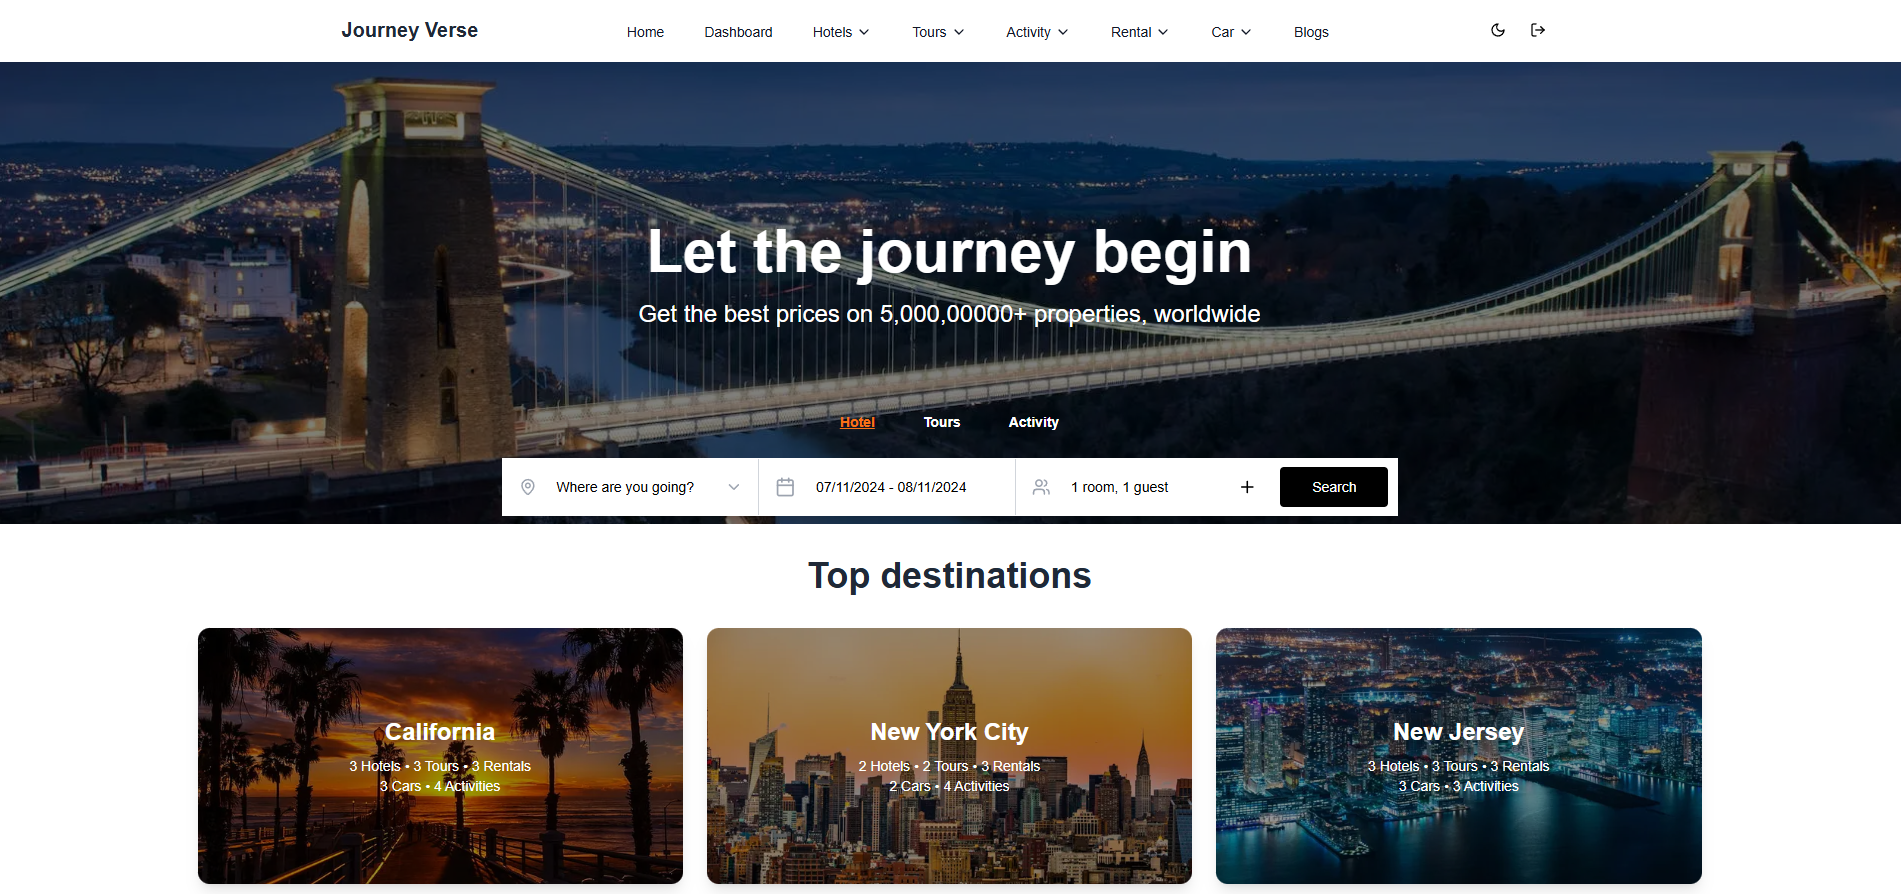 Journey Verse
Home Dashboard Hotels Tours Activity Rental Car Blogs
Let the journey begin
Get the best prices on 5,000,00000+ properties, worldwide
Hotel Tours Activity
Where are you going? 07/11/2024 - 08/11/2024 1 room, 1 guest Search
Top destinations
California
3 Hotels • 3 Tours • 3 Rentals
3 Cars • 4 Activities
New York City
2 Hotels • 2 Tours • 3 Rentals
2 Cars • 4 Activities
New Jersey
3 Hotels • 3 Tours • 3 Rentals
3 Cars • 3 Activities